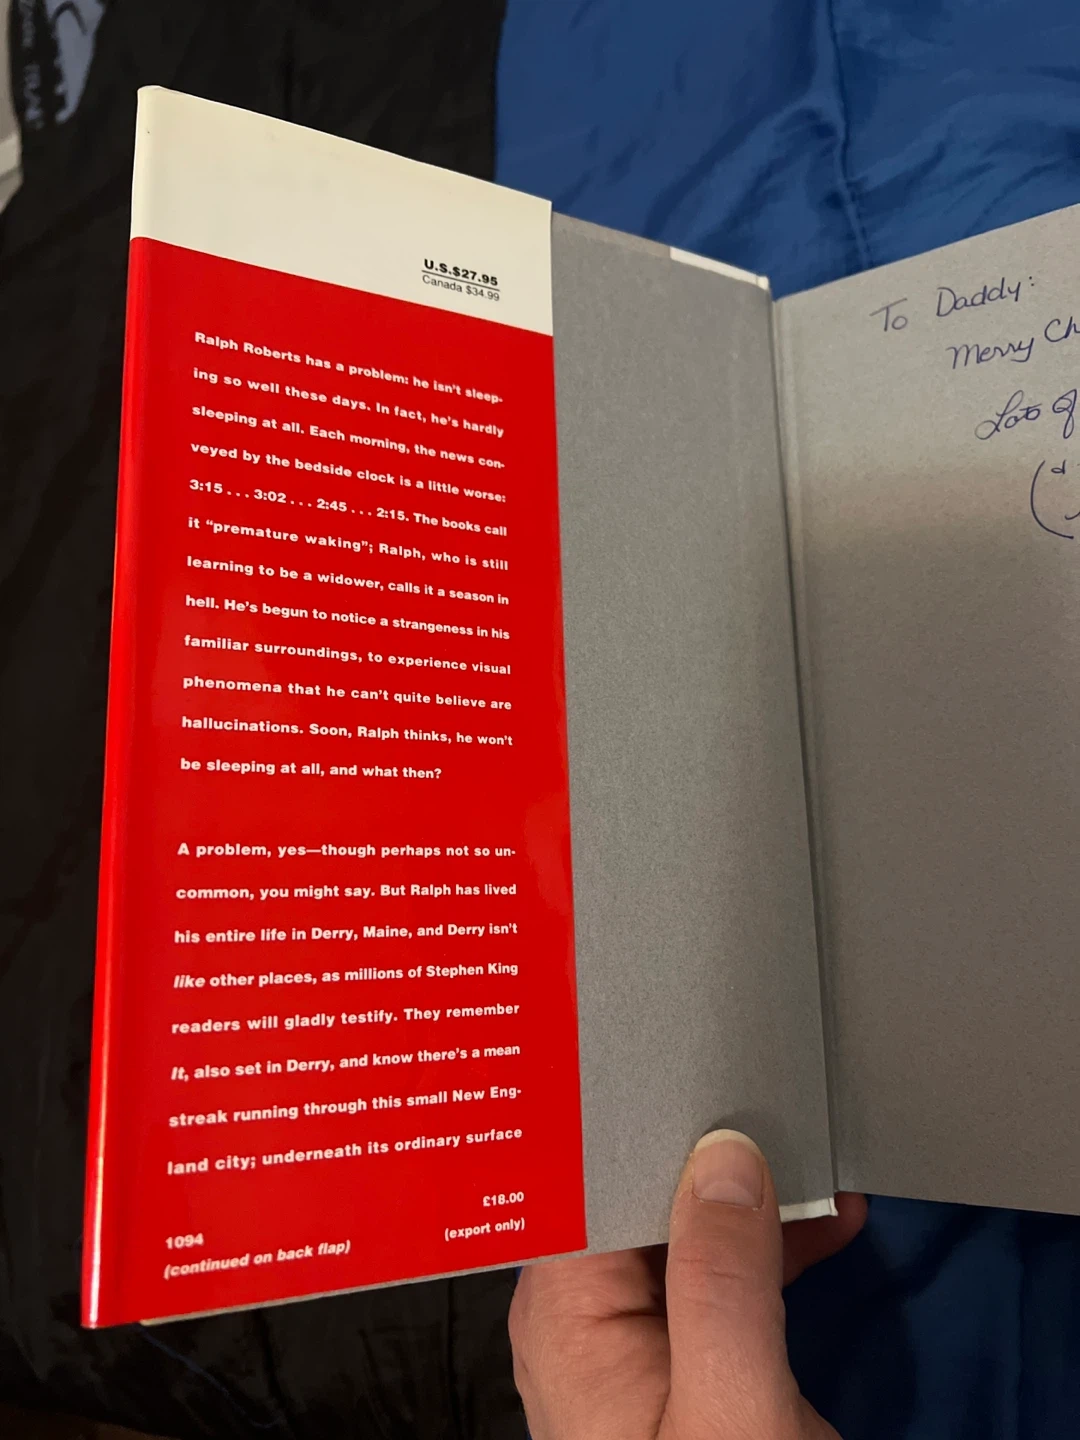 U.S.$27.95
Canada $34.99
Ralph Roberts has a problem: he isn't sleep-
ing so well these days. In fact, he's hardly
sleeping at all. Each morning, the news con-
veyed by the bedside clock is a little worse:
3:15 . . . 3:02 . . . 2:45 . . . 2:15. The books call
it "premature waking"; Ralph, who is still
learning to be a widower, calls it a season in
hell. He's begun to notice a strangeness in his
familiar surroundings, to experience visual
phenomena that he can't quite believe are
hallucinations. Soon, Ralph thinks, he won't
be sleeping at all, and what then?
A problem, yes—though perhaps not so un-
common, you might say. But Ralph has lived
his entire life in Derry, Maine, and Derry isn't
like other places, as millions of Stephen King
readers will gladly testify. They remember
It, also set in Derry, and know there's a mean
streak running through this small New Eng-
land city; underneath its ordinary surface
£18.00
1094 (export only)
(continued on back flap)
To Daddy:
Merry Ch
Lots of